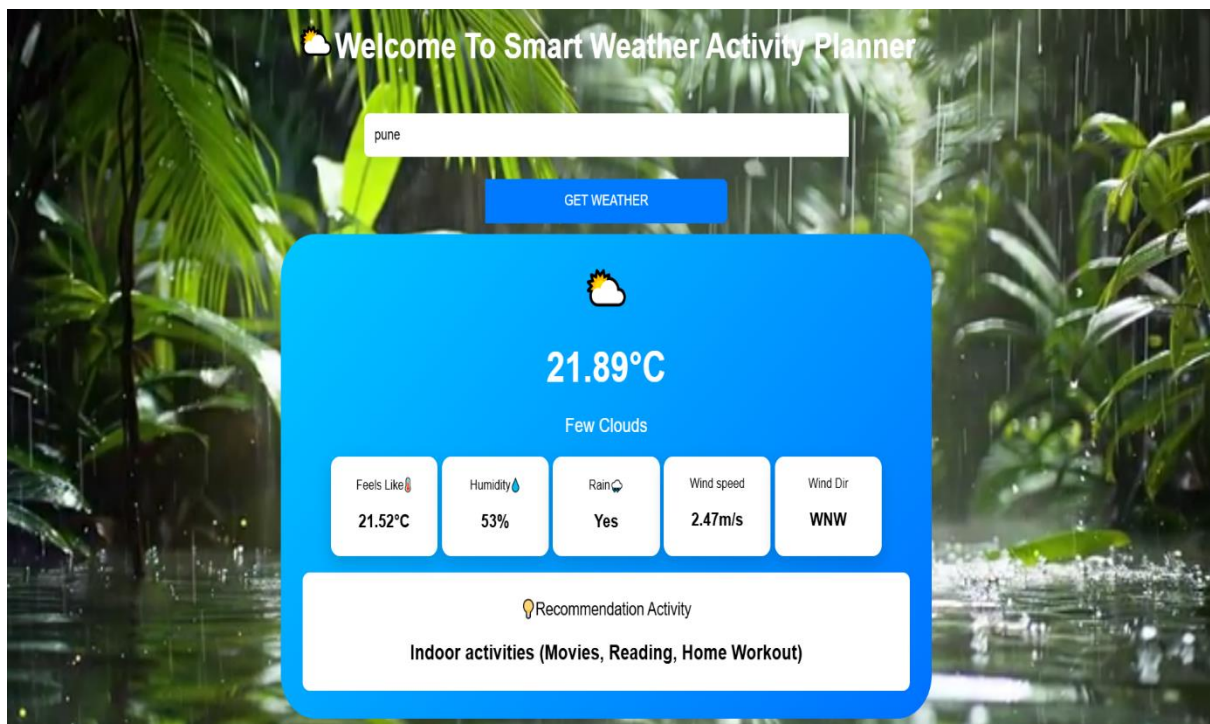 Welcome To Smart Weather Activity Planner
pune
GET WEATHER
21.89°C
Few Clouds
Feels Like Humidity Rain Wind speed Wind Dir
21.52°C 53% Yes 2.47m/s WNW
Recommendation Activity
Indoor activities (Movies, Reading, Home Workout)